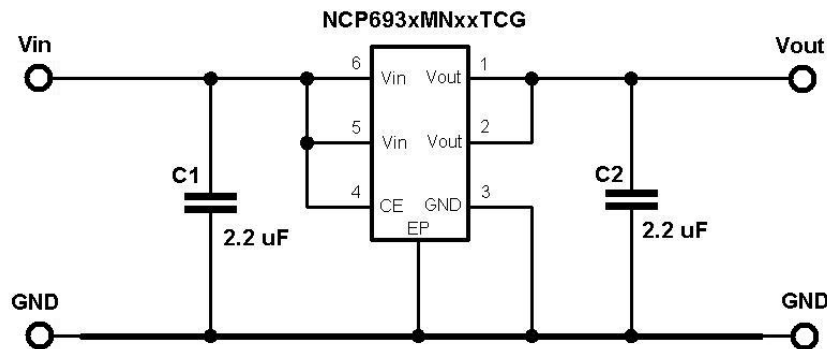 NCP693xMNxxTCG
Vin
Vout
6
Vin
Vout
1
5
Vin
Vout
2
C1
C2
4
CE
GND
3
EP
2.2 uF
2.2 uF
GND
GND